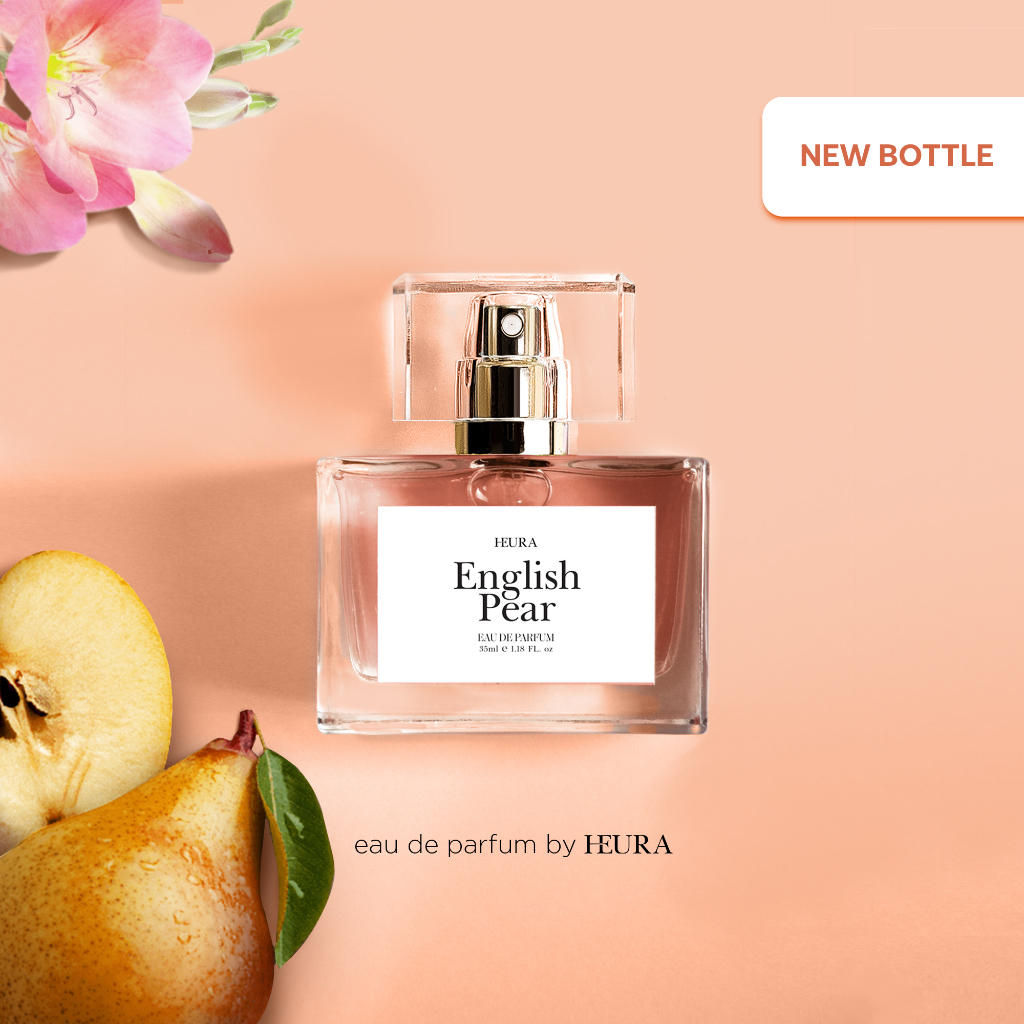 NEW BOTTLE
HEURA
English
Pear
EAU DE PARFUM
35ml e 1.18 FL. oz
eau de parfum by HEURA